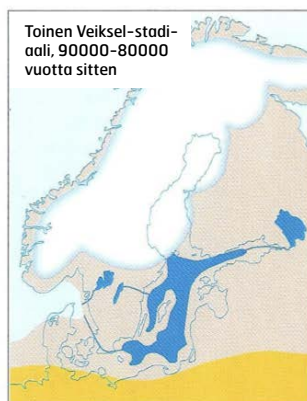 Toinen Veiksel-stadi-
aali, 90000-80000
vuotta sitten